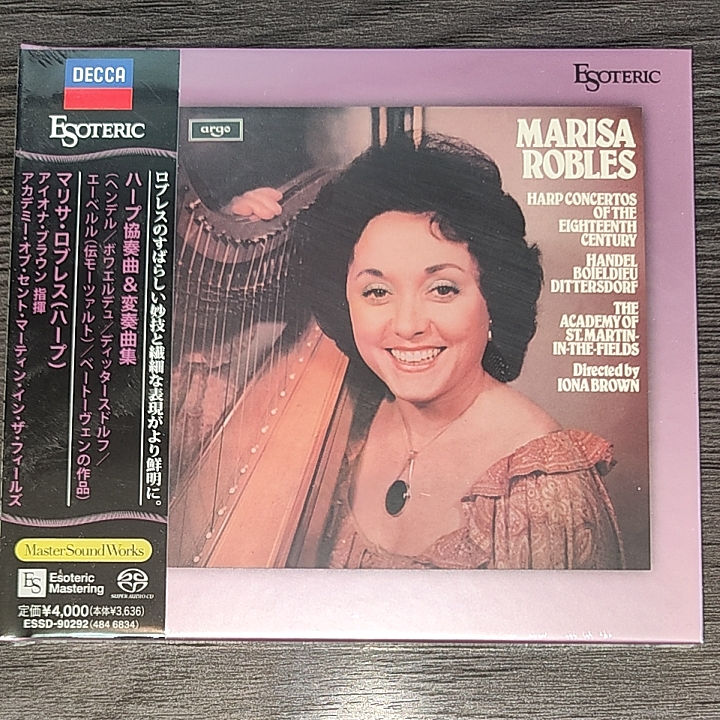 DECCA
ESOTERIC
ロブレスのすばらしい妙技と繊細な表現がより鮮明に。
ハープ協奏曲&変奏曲集
(ヘンデル/ボワエルデュ/ディッタースドルフ/
エーベルル(伝モーツァルト)/ベートーヴェンの作品)
マリサ・ロブレス(ハープ)
アイオナ・ブラウン 指揮
アカデミー・オブ・セント・マーティン・イン・ザ・フィールズ
MasterSoundWorks
ES
Esoteric
Mastering
SUPER AUDIO CD
定価¥4,000(本体¥3,636)
ESSD-90292(484 6834)
ESOTERIC
argo
MARISA
ROBLES
HARP CONCERTOS
OF THE
EIGHTEENTH
CENTURY
HANDEL
BOIELDIEU
DITTERSDORF
THE
ACADEMY OF
ST. MARTIN-
IN-THE-FIELDS
Directed by
IONA BROWN